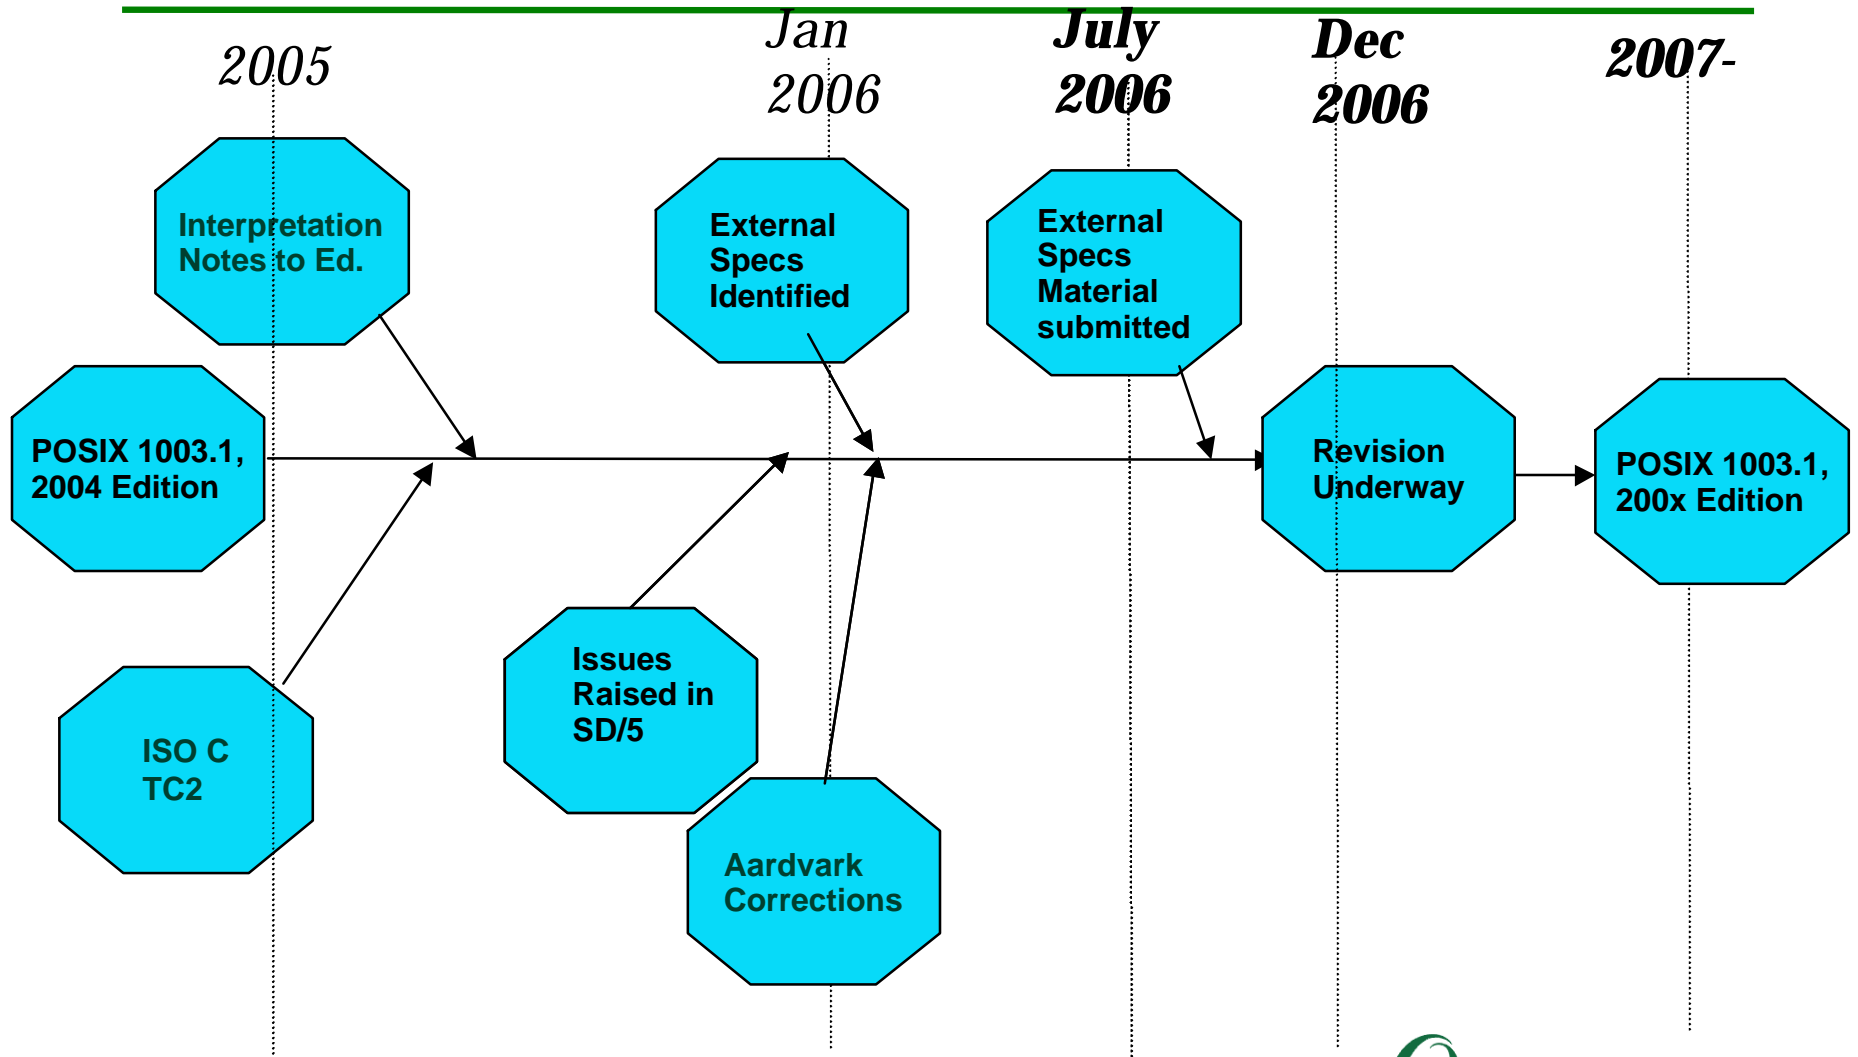 2005
Jan
2006
July
2006
Dec
2006
2007-
Interpretation
Notes to Ed.
External
Specs
Identified
External
Specs
Material
submitted
POSIX 1003.1,
2004 Edition
Revision
Underway
POSIX 1003.1,
200x Edition
Issues
Raised in
SD/5
ISO C
TC2
Aardvark
Corrections